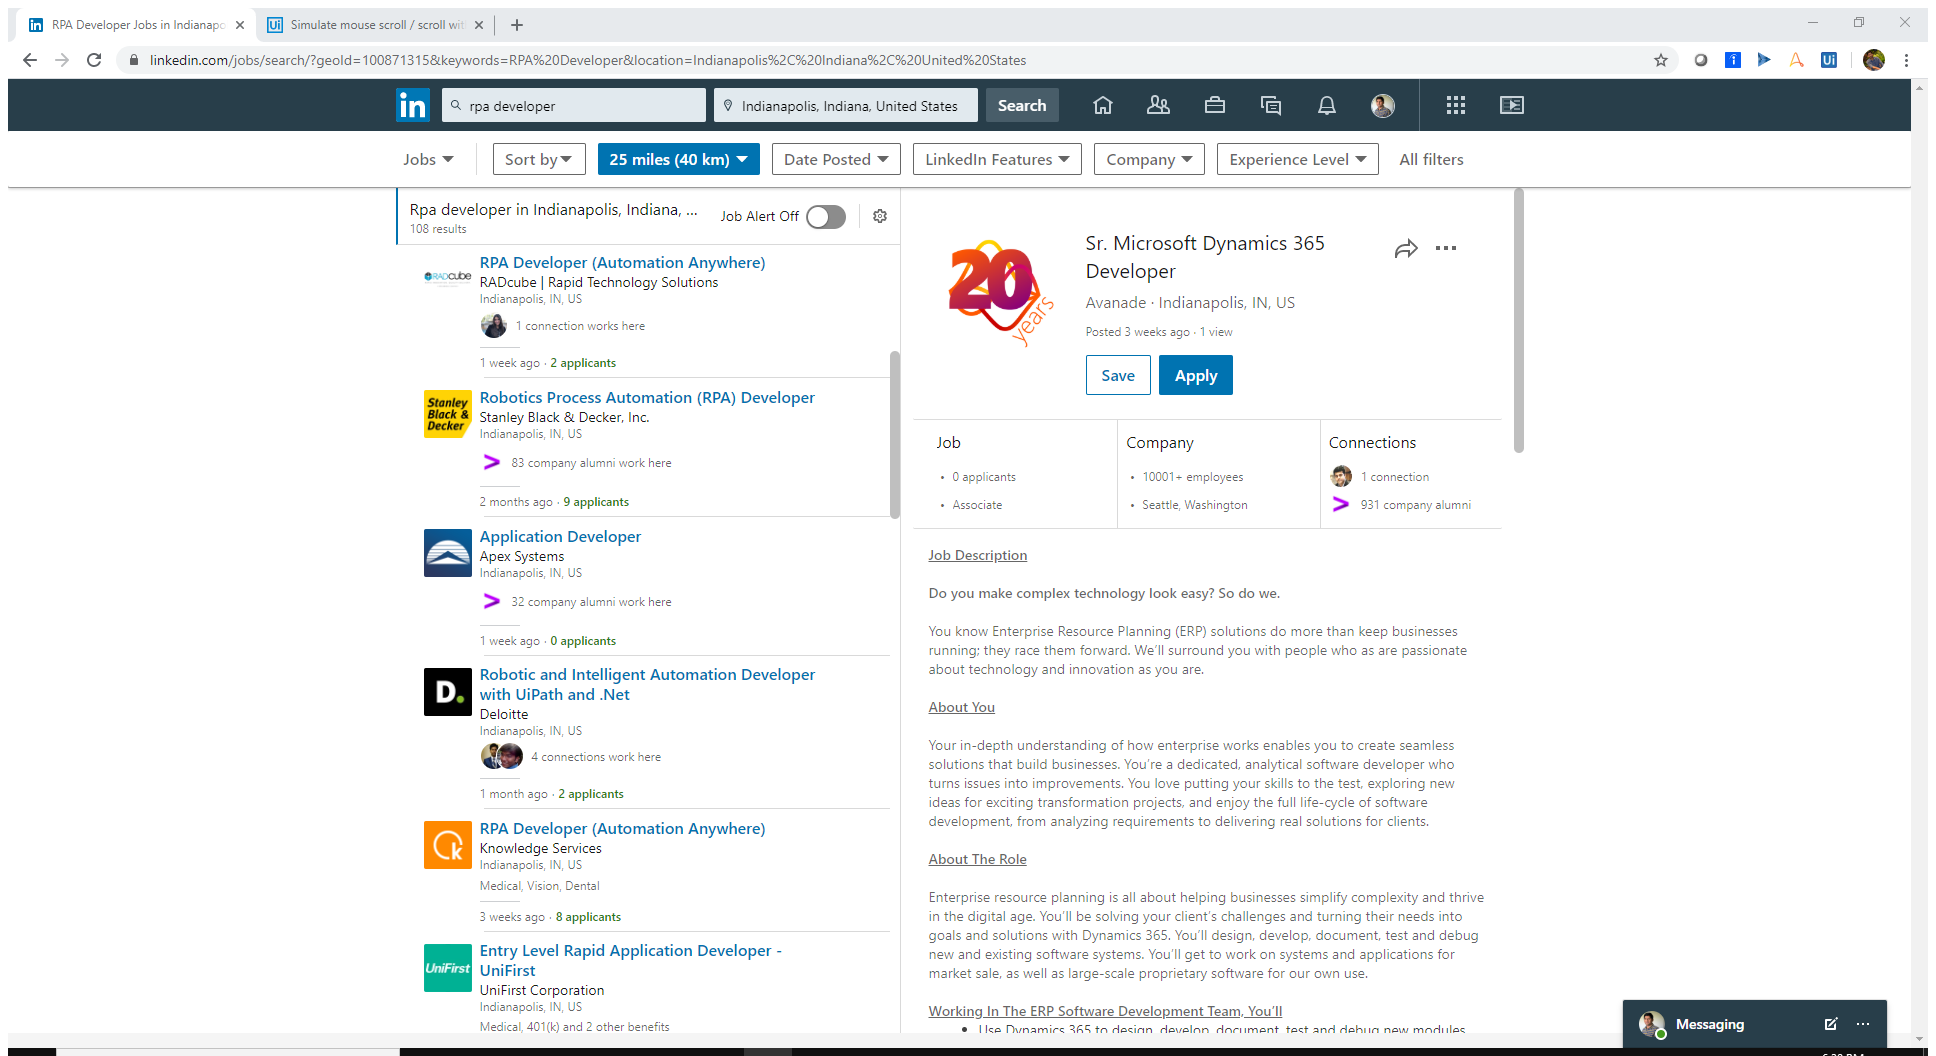 RPA Developer Jobs in Indianapo
Simulate mouse scroll / scroll wit
linkedin.com/jobs/search/?geoId=100871315&keywords=RPA%20Developer&location=Indianapolis%2C%20Indiana%2C%20United%20States
in
rpa developer
Indianapolis, Indiana, United States
Search
Jobs
Sort by
25 miles (40 km)
Date Posted
LinkedIn Features
Company
Experience Level
All filters
Rpa developer in Indianapolis, Indiana, ...
108 results
Job Alert Off
RADcube
RPA Developer (Automation Anywhere)
RADcube | Rapid Technology Solutions
Indianapolis, IN, US
1 connection works here
1 week ago · 2 applicants
Stanley
Black &
Decker
Robotics Process Automation (RPA) Developer
Stanley Black & Decker, Inc.
Indianapolis, IN, US
83 company alumni work here
2 months ago · 9 applicants
Application Developer
Apex Systems
Indianapolis, IN, US
32 company alumni work here
1 week ago · 0 applicants
D.
Robotic and Intelligent Automation Developer
with UiPath and .Net
Deloitte
Indianapolis, IN, US
4 connections work here
1 month ago · 2 applicants
k
RPA Developer (Automation Anywhere)
Knowledge Services
Indianapolis, IN, US
Medical, Vision, Dental
3 weeks ago · 8 applicants
UniFirst
Entry Level Rapid Application Developer -
UniFirst
UniFirst Corporation
Indianapolis, IN, US
Medical, 401(k) and 2 other benefits
20
years
Sr. Microsoft Dynamics 365
Developer
Avanade · Indianapolis, IN, US
Posted 3 weeks ago · 1 view
Save
Apply
Job
• 0 applicants
• Associate
Company
• 10001+ employees
• Seattle, Washington
Connections
1 connection
931 company alumni
Job Description
Do you make complex technology look easy? So do we.
You know Enterprise Resource Planning (ERP) solutions do more than keep businesses
running; they race them forward. We'll surround you with people who as are passionate
about technology and innovation as you are.
About You
Your in-depth understanding of how enterprise works enables you to create seamless
solutions that build businesses. You're a dedicated, analytical software developer who
turns issues into improvements. You love putting your skills to the test, exploring new
ideas for exciting transformation projects, and enjoy the full life-cycle of software
development, from analyzing requirements to delivering real solutions for clients.
About The Role
Enterprise resource planning is all about helping businesses simplify complexity and thrive
in the digital age. You'll be solving your client's challenges and turning their needs into
goals and solutions with Dynamics 365. You'll design, develop, document, test and debug
new and existing software systems. You'll get to work on systems and applications for
market sale, as well as large-scale proprietary software for our own use.
Working In The ERP Software Development Team, You'll
• Use Dynamics 365 to design, develop, document, test and debug new modules
Messaging